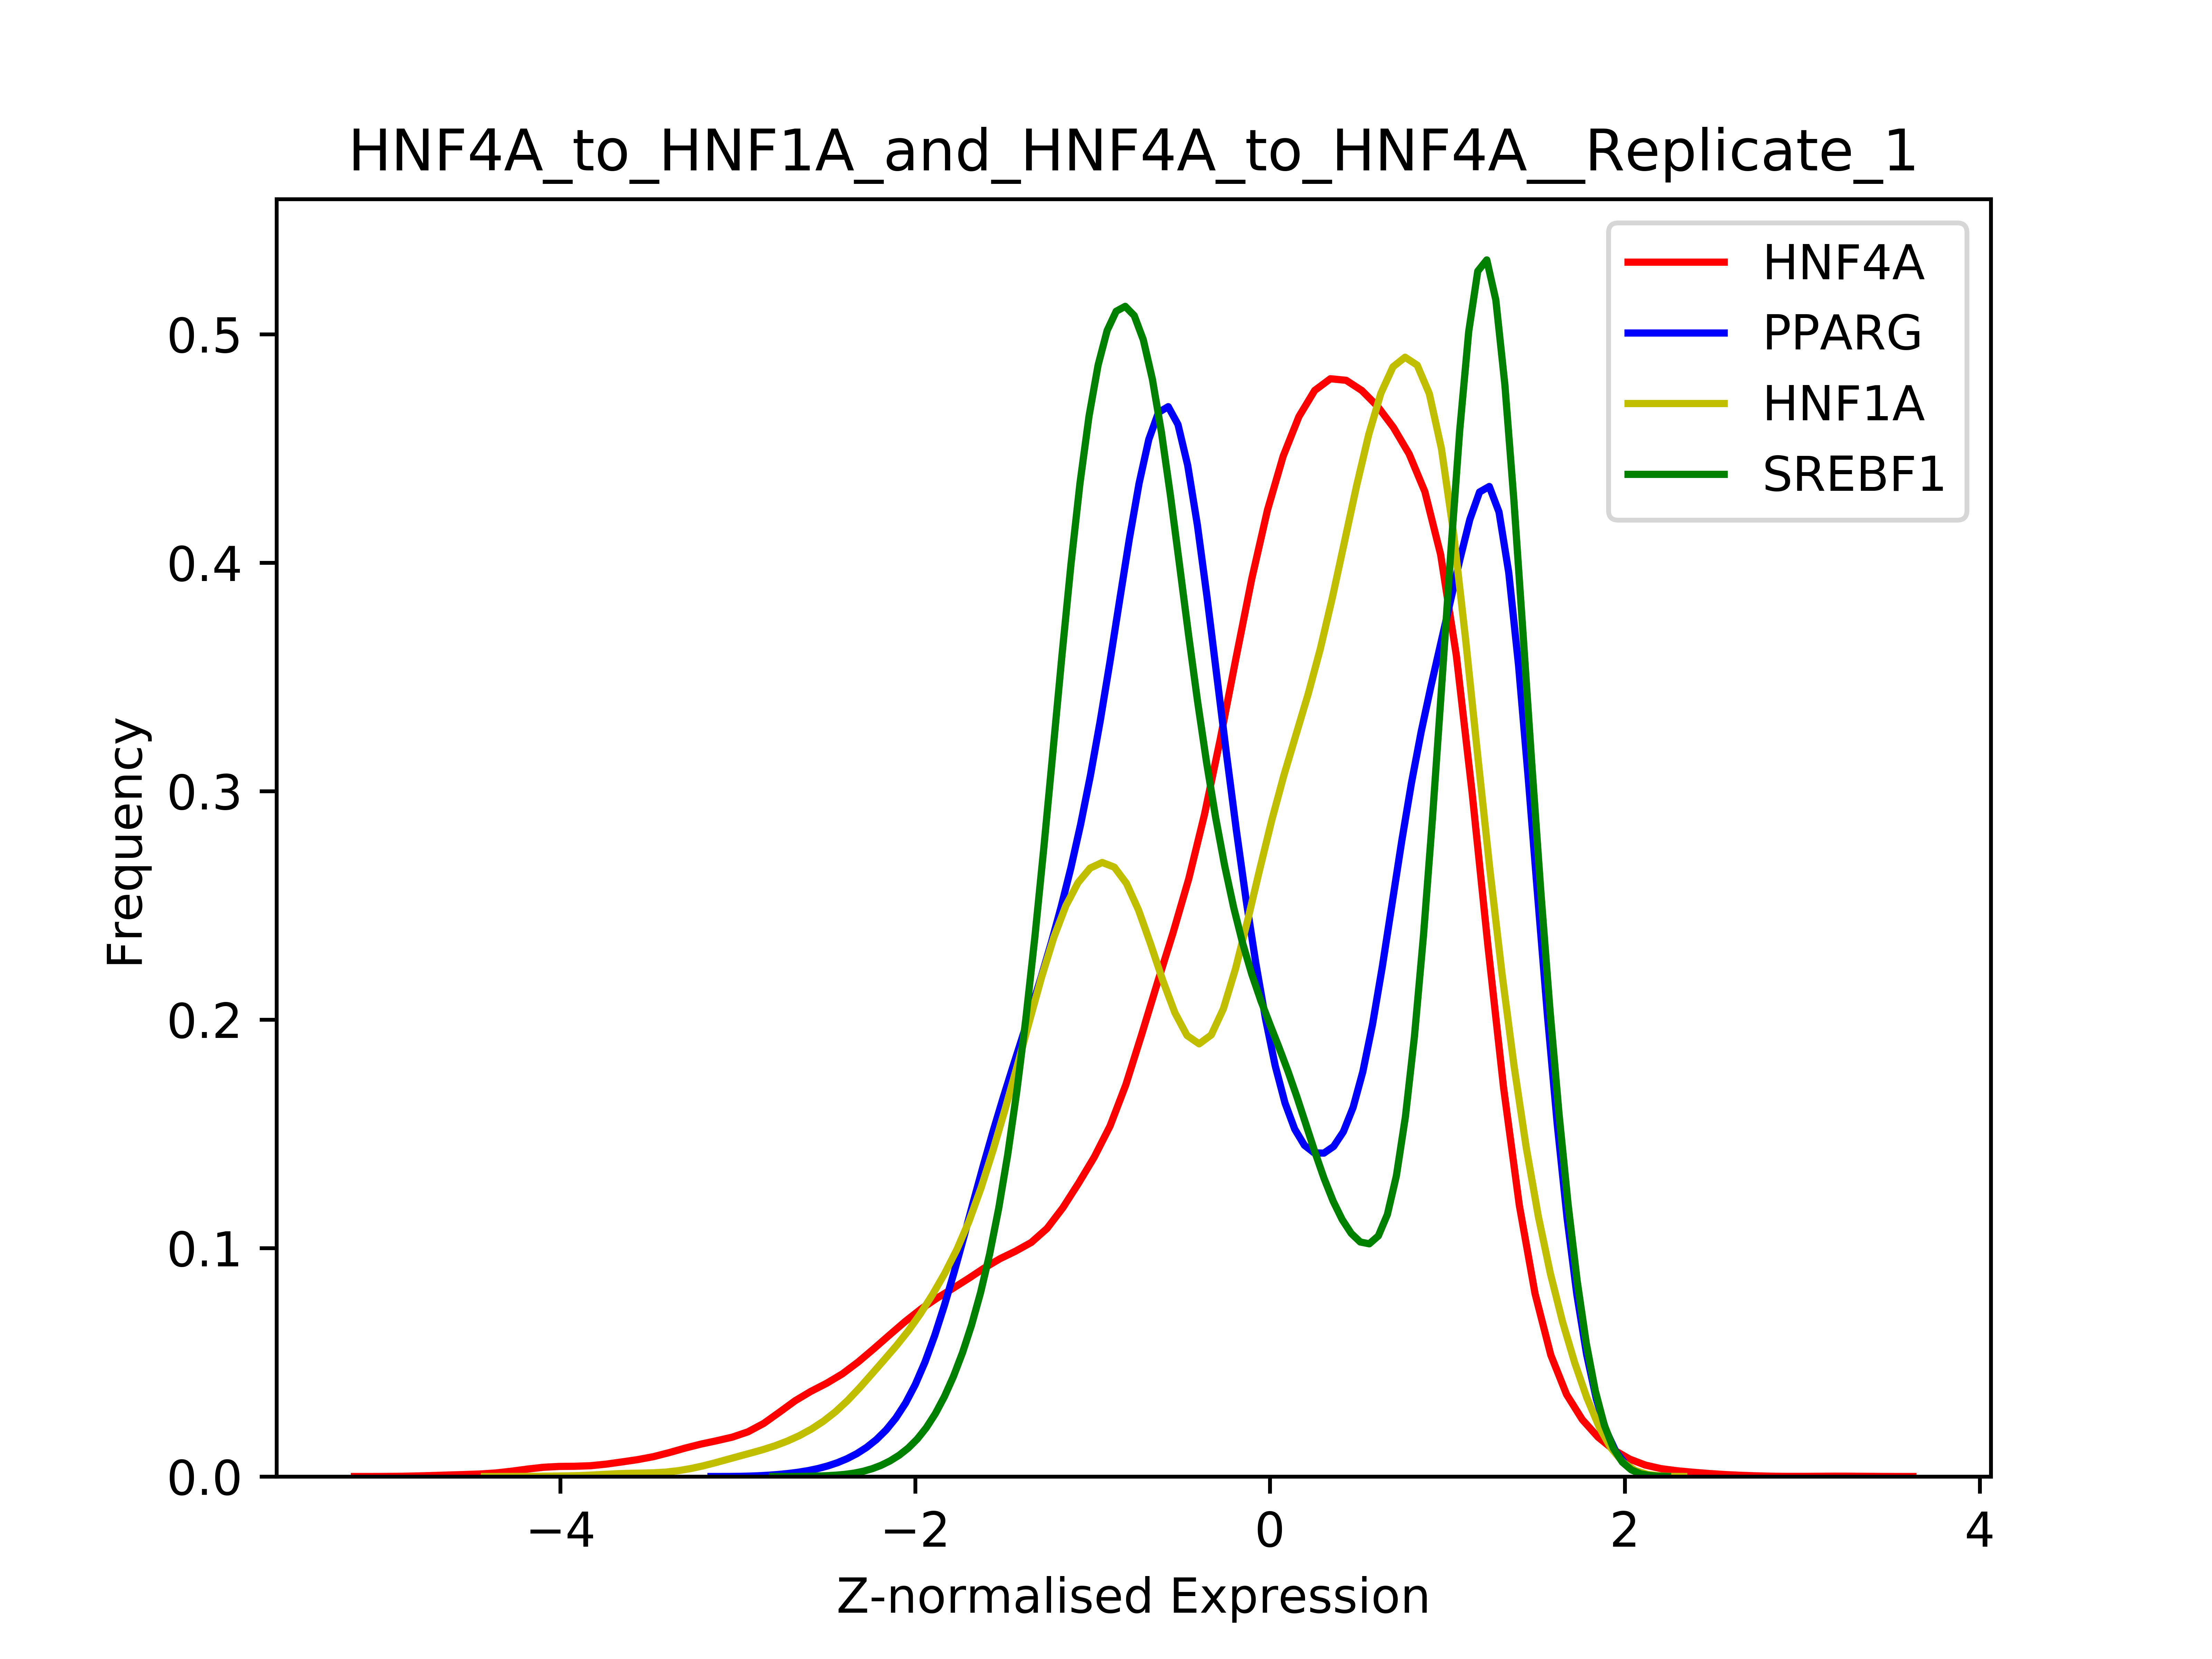 HNF4A_to_HNF1A_and_HNF4A_to_HNF4A__Replicate_1
HNF4A
PPARG
HNF1A
SREBF1
0.5
0.4
0.3
0.2
0.1
0.0
Frequency
−4 −2 0 2 4
Z-normalised Expression